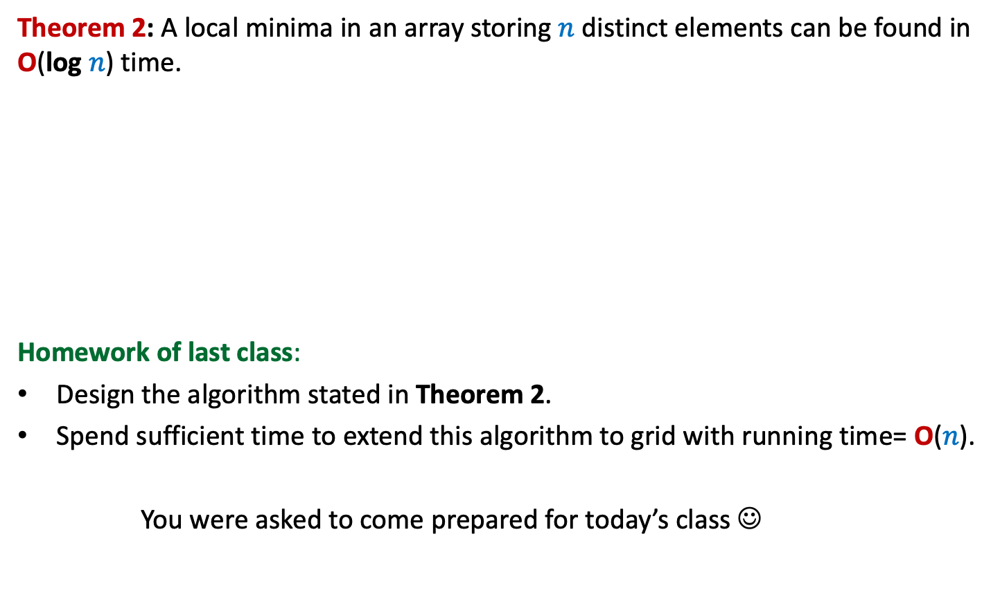 Theorem 2: A local minima in an array storing n distinct elements can be found in
O(log n) time.
Homework of last class:
• Design the algorithm stated in Theorem 2.
• Spend sufficient time to extend this algorithm to grid with running time= O(n).
You were asked to come prepared for today’s class ☺